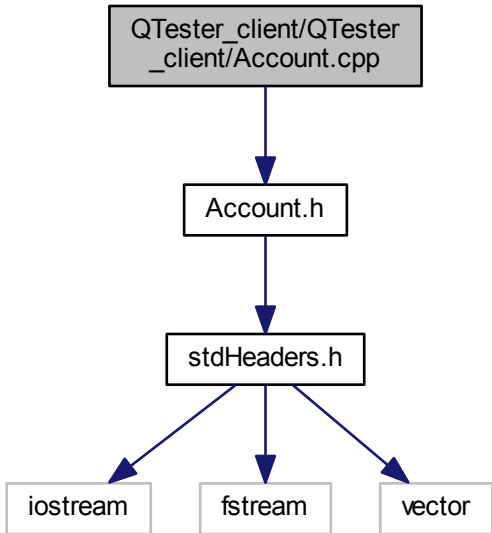 QTester_client/QTester
_client/Account.cpp
Account.h
stdHeaders.h
iostream
fstream
vector